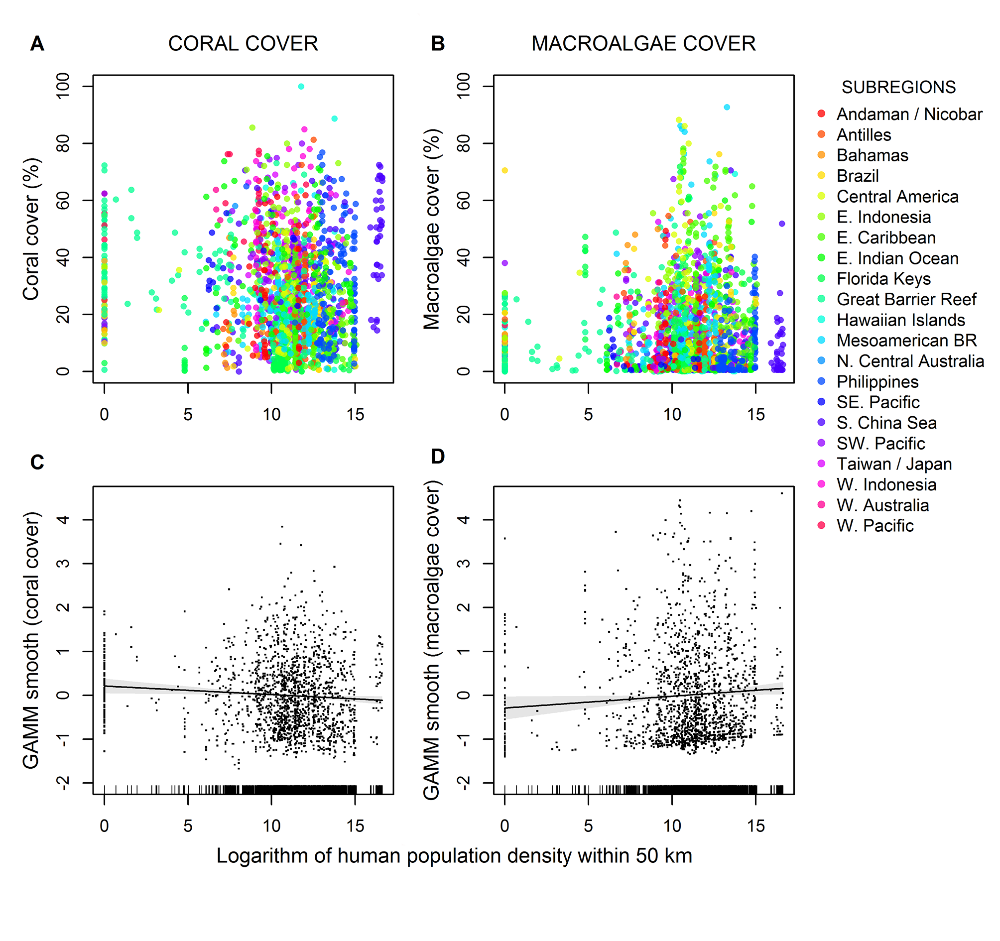 A
CORAL COVER
B
MACROALGAE COVER
Coral cover (%)
0
20
40
60
80
100
0
5
10
15
Macroalgae cover (%)
0
20
40
60
80
100
0
5
10
15
SUBREGIONS
Andaman / Nicobar
Antilles
Bahamas
Brazil
Central America
E. Indonesia
E. Caribbean
E. Indian Ocean
Florida Keys
Great Barrier Reef
Hawaiian Islands
Mesoamerican BR
N. Central Australia
Philippines
SE. Pacific
S. China Sea
SW. Pacific
Taiwan / Japan
W. Indonesia
W. Australia
W. Pacific
C
GAMM smooth (coral cover)
-2
-1
0
1
2
3
4
0
5
10
15
D
GAMM smooth (macroalgae cover)
-2
-1
0
1
2
3
4
0
5
10
15
Logarithm of human population density within 50 km